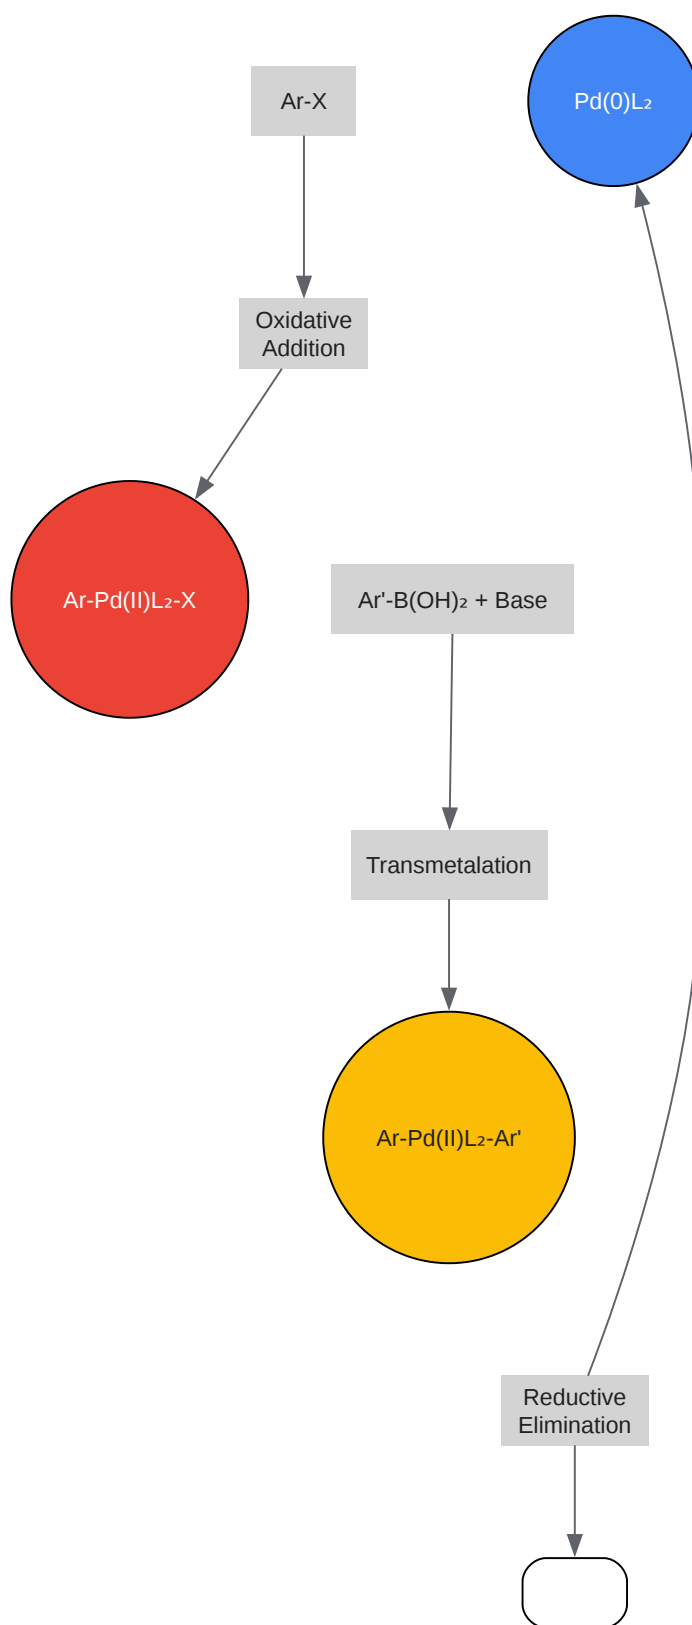 Ar-X
Pd(0)L₂
Oxidative
Addition
Ar-Pd(II)L₂-X
Ar'-B(OH)₂ + Base
Transmetalation
Ar-Pd(II)L₂-Ar'
Reductive
Elimination